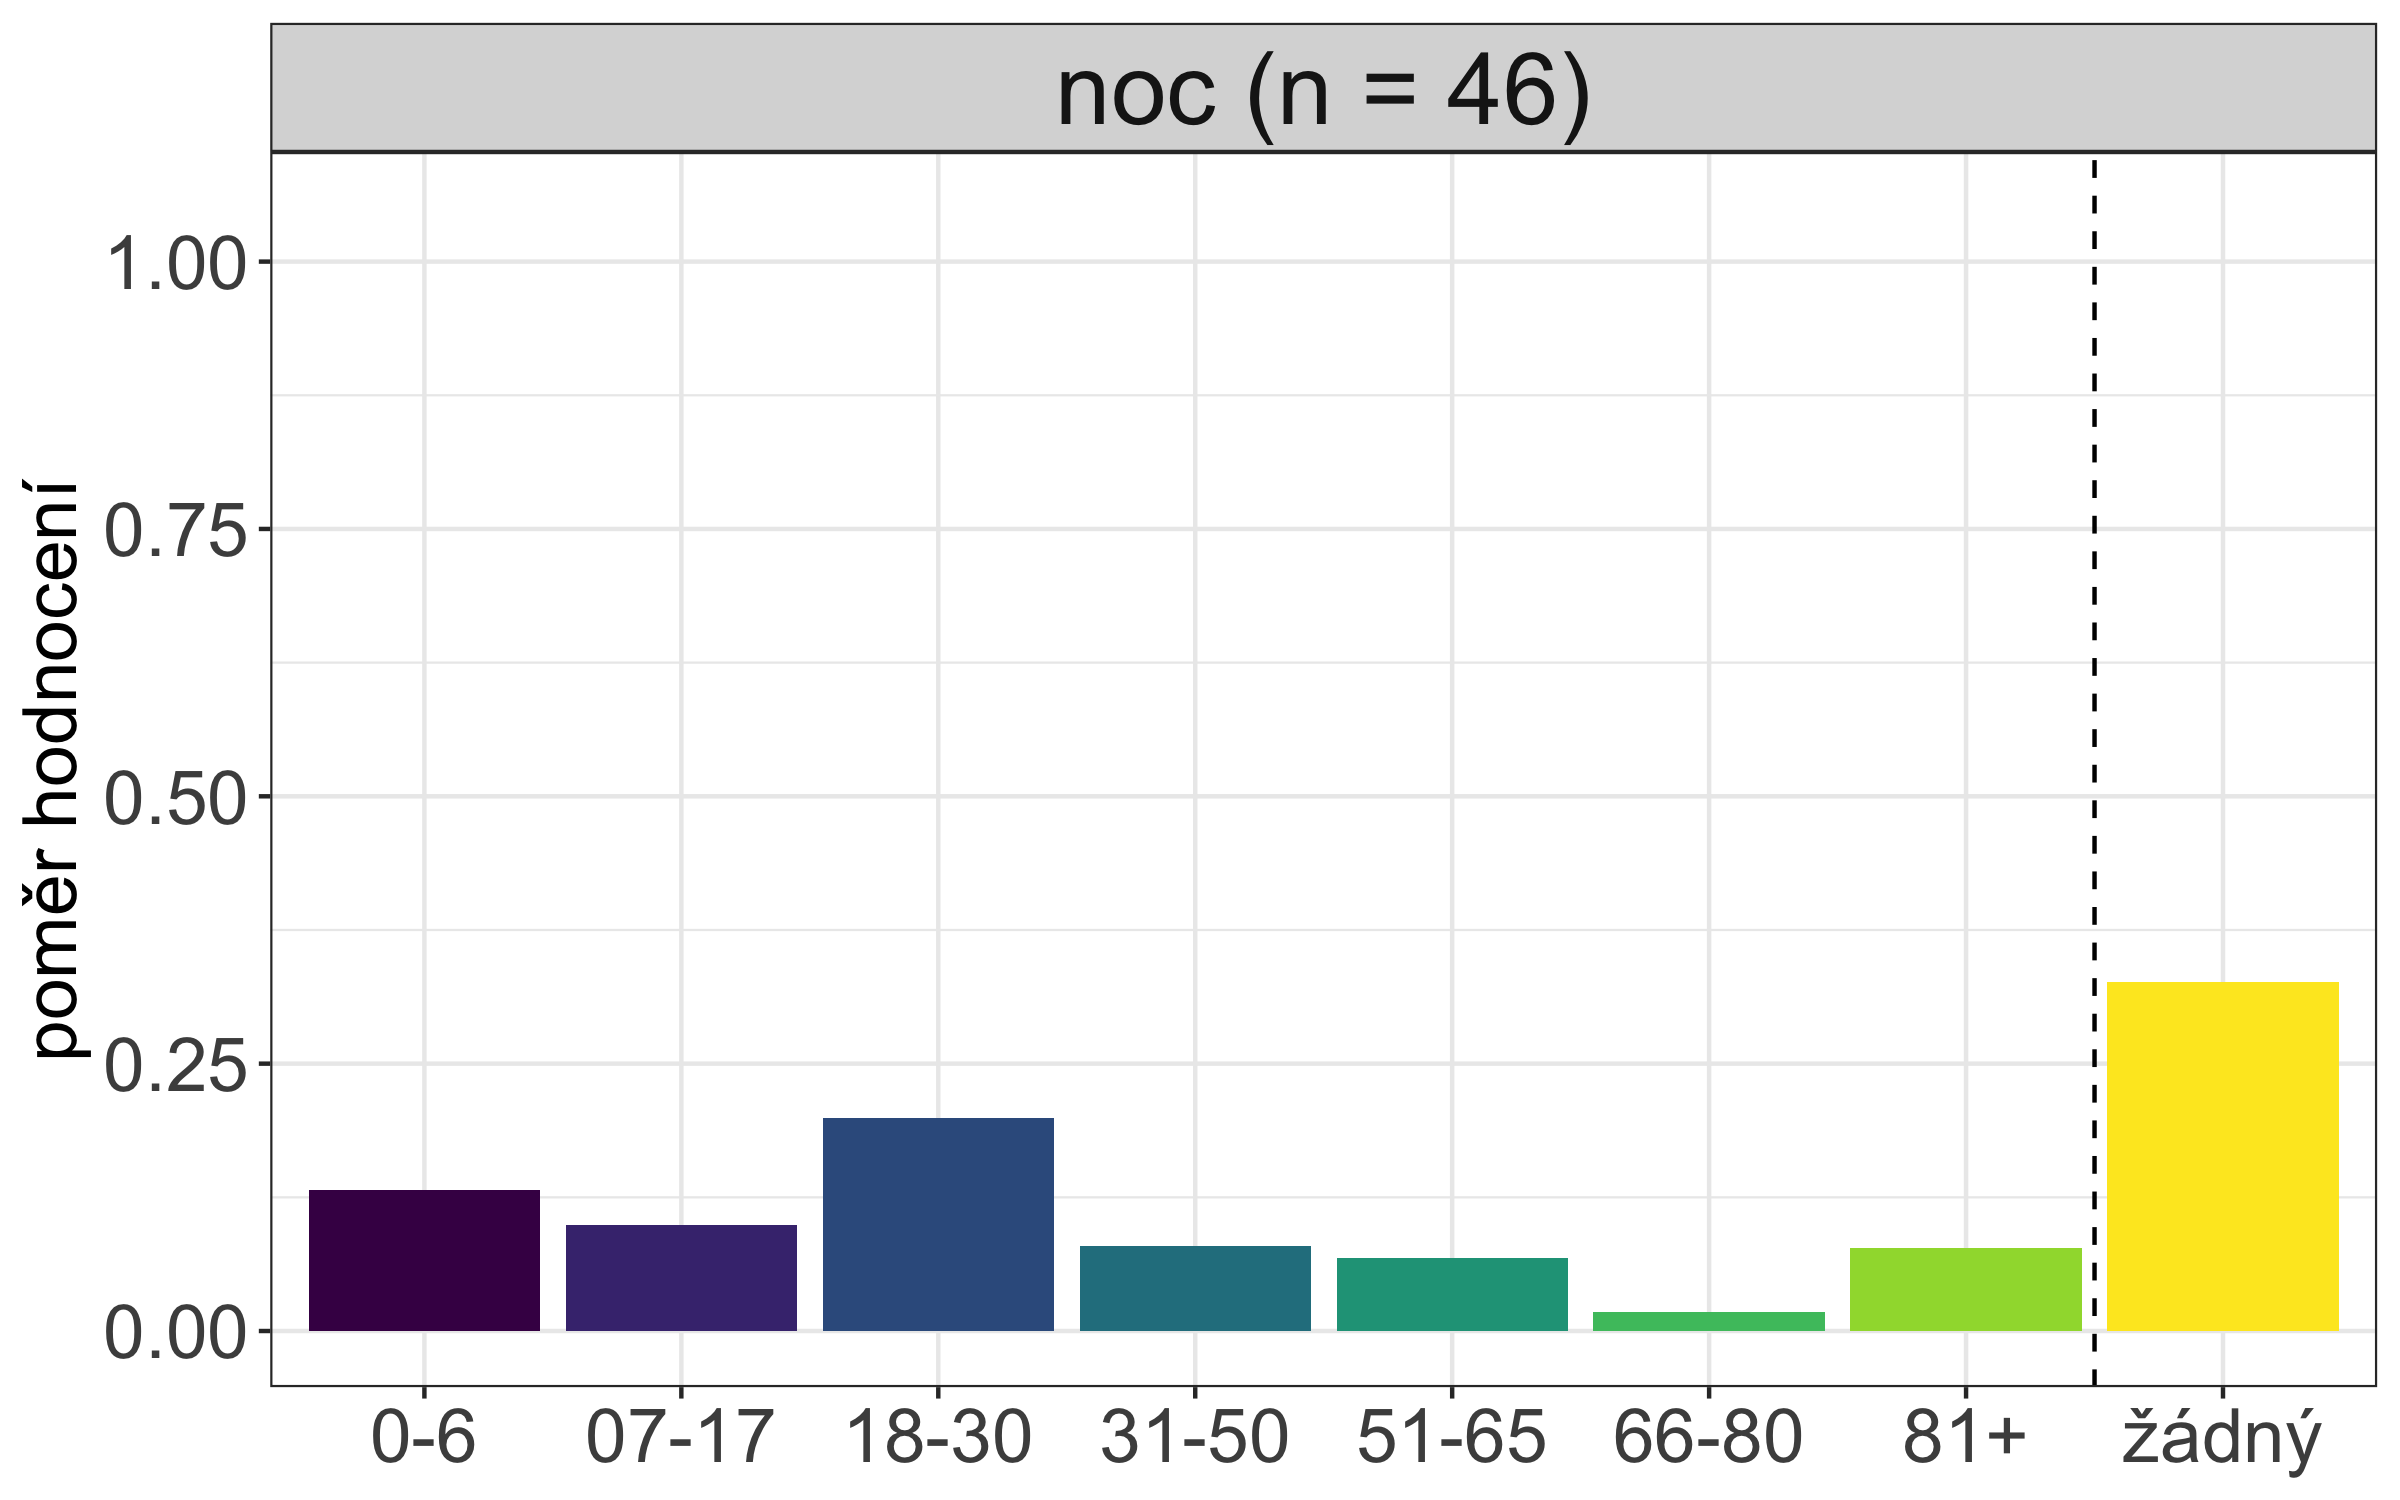 noc (n = 46)
poměr hodnocení
1.00
0.75
0.50
0.25
0.00
0-6 07-17 18-30 31-50 51-65 66-80 81+ žádný